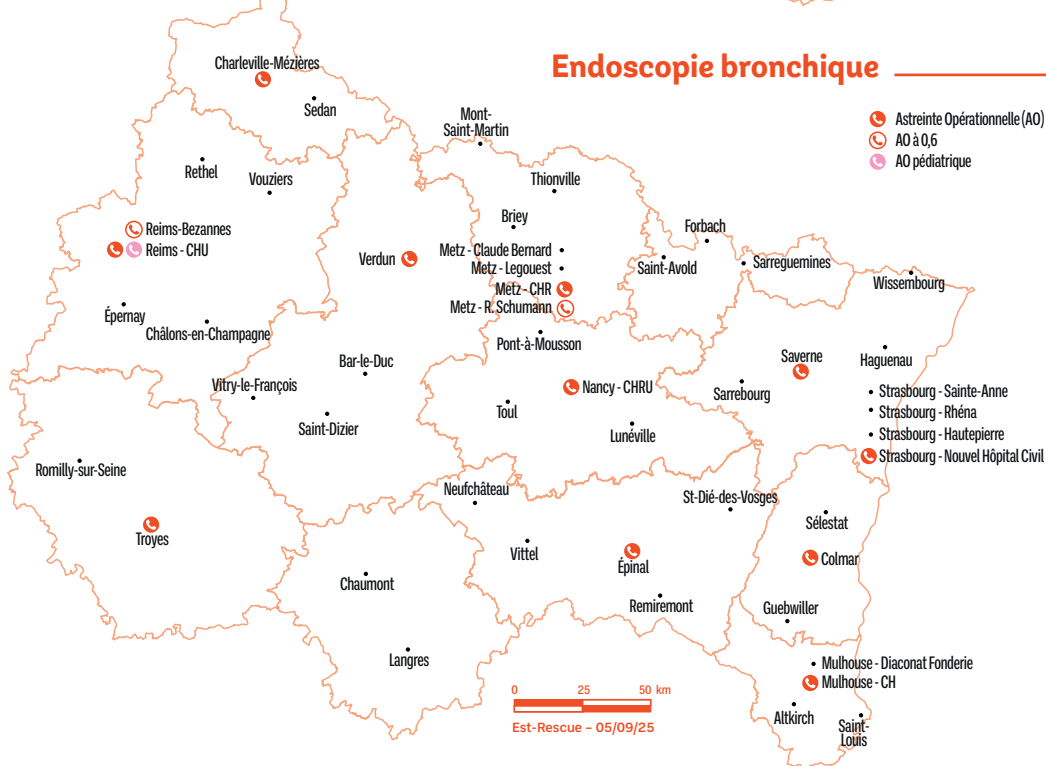 Endoscopie bronchique
Astreinte Opérationnelle (AO)
AO à 0,6
AO pédiatrique
Charleville-Mézières
Sedan
Mont-
Saint-Martin
Rethel
Vouziers
Thionville
Briey
Reims-Bezannes
Reims - CHU
Verdun
Metz - Claude Bernard
Metz - Legouest
Metz - CHR
Metz - R. Schumann
Forbach
Saint-Avold
Sarreguemines
Wissembourg
Épernay
Châlons-en-Champagne
Pont-à-Mousson
Bar-le-Duc
Vitry-le-François
Saint-Dizier
Nancy - CHRU
Toul
Lunéville
Saverne
Sarrebourg
Haguenau
Strasbourg - Sainte-Anne
Strasbourg - Rhéna
Strasbourg - Hautepierre
Strasbourg - Nouvel Hôpital Civil
Romilly-sur-Seine
Troyes
Neufchâteau
St-Dié-des-Vosges
Sélestat
Vittel
Épinal
Colmar
Chaumont
Remiremont
Guebwiller
Langres
Mulhouse - Diaconat Fonderie
Mulhouse - CH
Altkirch
Saint-
Louis
0 25 50 km
Est-Rescue – 05/09/25